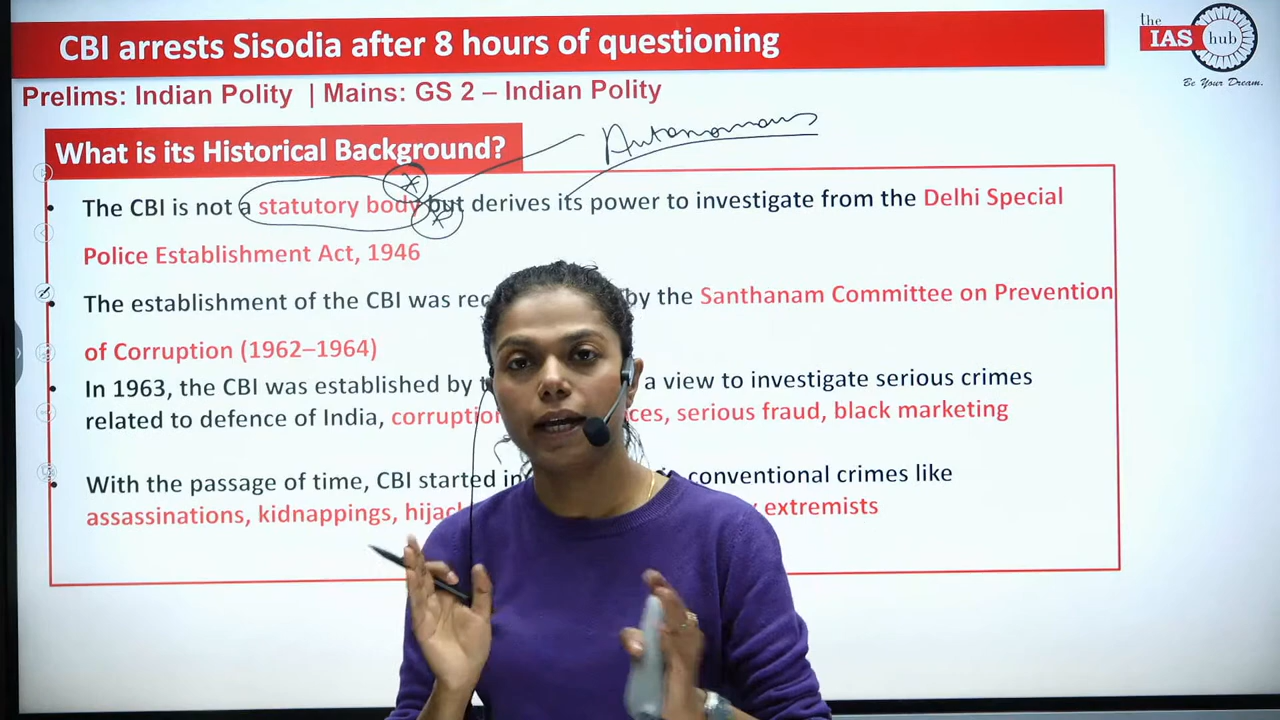 CBI arrests Sisodia after 8 hours of questioning
the
IAS hub
Be Your Dream.
Prelims: Indian Polity | Mains: GS 2 – Indian Polity
Autonomous
What is its Historical Background?
• The CBI is not a statutory body but derives its power to investigate from the Delhi Special
Police Establishment Act, 1946
• The establishment of the CBI was by the Santhanam Committee on Prevention
of Corruption (1962–1964)
• In 1963, the CBI was established by a view to investigate serious crimes
related to defence of India, serious fraud, black marketing
• With the passage of time, CBI started conventional crimes like
assassinations, kidnappings, extremists